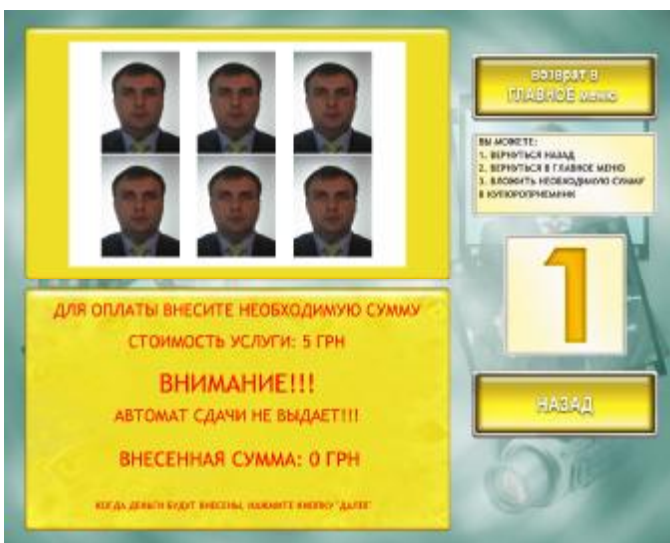 возврат в
ГЛАВНОЕ меню
ВЫ МОЖЕТЕ:
1. ВЕРНУТЬСЯ НАЗАД
2. ВЕРНУТЬСЯ В ГЛАВНОЕ МЕНЮ
3. ВЛОЖИТЬ НЕОБХОДИМУЮ СУММУ
В КУПЮРОПРИЕМНИК
1
ДЛЯ ОПЛАТЫ ВНЕСИТЕ НЕОБХОДИМУЮ СУММУ
СТОИМОСТЬ УСЛУГИ: 5 ГРН
ВНИМАНИЕ!!!
АВТОМАТ СДАЧИ НЕ ВЫДАЕТ!!!
ВНЕСЕННАЯ СУММА: 0 ГРН
КОГДА ДЕНЬГИ БУДУТ ВНЕСЕНЫ, НАЖМИТЕ КНОПКУ "ДАЛЕЕ"
НАЗАД